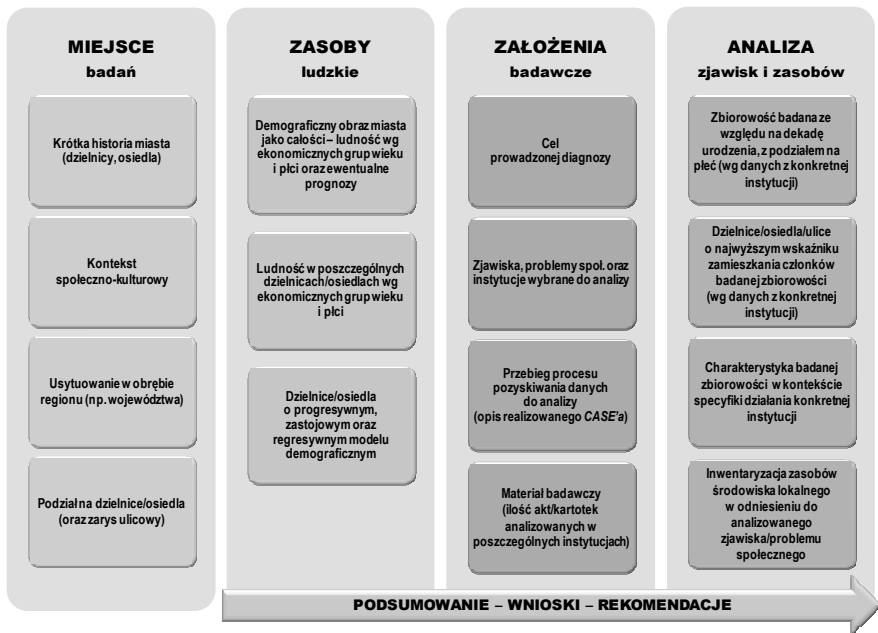 MIEJSCE
badań
Krótka historia miasta
(dzielnicy, osiedla)
Kontekst
społeczno-kulturowy
Usytuowanie w obrębie
regionu (np. województwa)
Podział na dzielnice/osiedla
(oraz zarys ulicowy)
ZASOBY
ludzkie
Demograficzny obraz miasta
jako całości – ludność wg
ekonomicznych grup wieku
i płci oraz ewentualne
prognozy
Ludność w poszczególnych
dzielnicach/osiedlach wg
ekonomicznych grup wieku
i płci
Dzielnice/osiedla
o progresywnym,
zastojowym oraz
regresywnym modelu
demograficznym
ZAŁOŻENIA
badawcze
Cel
prowadzonej diagnozy
Zjawiska, problemy społ. oraz
instytucje wybrane do analizy
Przebieg procesu
pozyskiwania danych
do analizy
(opis realizowanego CASE’a)
Materiał badawczy
(ilość akt/kartotek
analizowanych w
poszczególnych instytucjach)
ANALIZA
zjawisk i zasobów
Zbiorowość badana ze
względu na dekadę
urodzenia, z podziałem na
płeć (wg danych z konkretnej
instytucji)
Dzielnice/osiedla/ulice
o najwyższym wskaźniku
zamieszkania członków
badanej zbiorowości
(wg danych z konkretnej
instytucji)
Charakterystyka badanej
zbiorowości w kontekście
specyfiki działania konkretnej
instytucji
Inwentaryzacja zasobów
środowiska lokalnego
w odniesieniu do
analizowanego
zjawiska/problemu
społecznego
PODSUMOWANIE – WNIOSKI – REKOMENDACJE